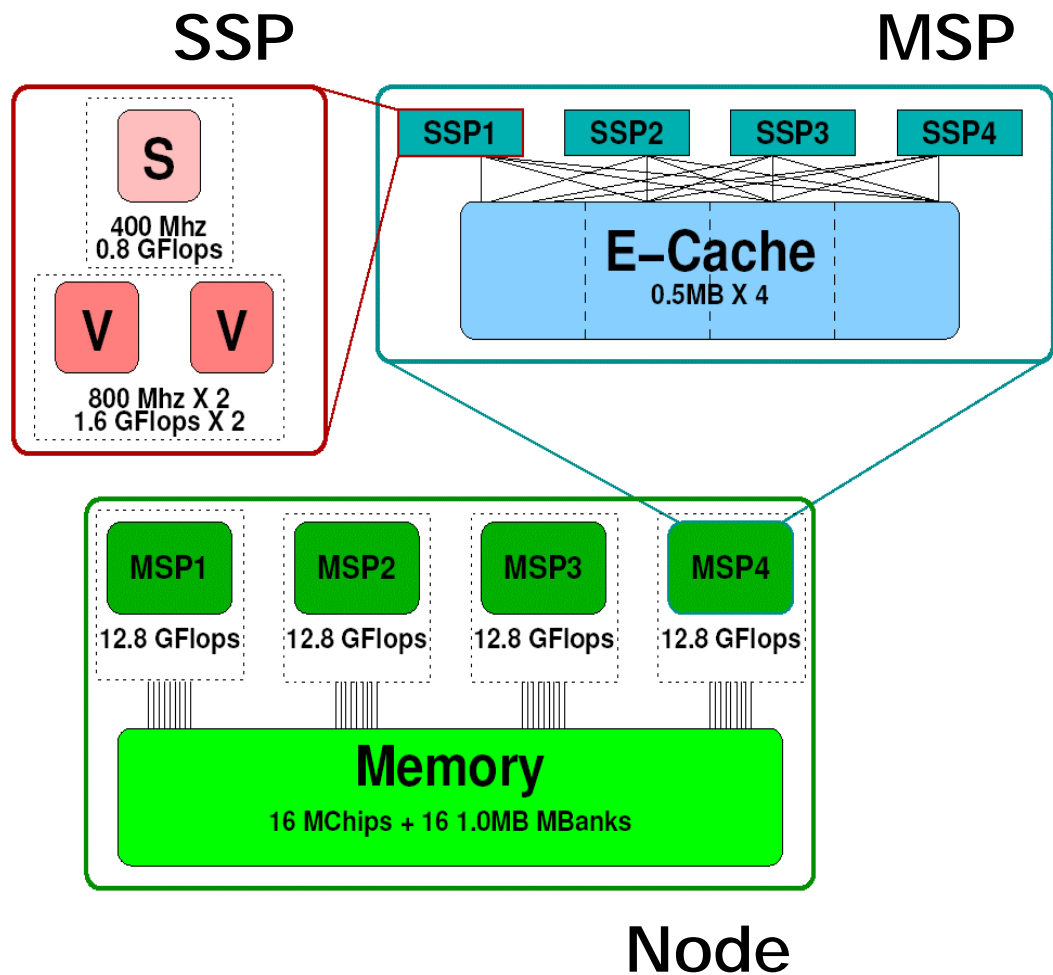 SSP
MSP
S
400 Mhz
0.8 GFlops
V V
800 Mhz X 2
1.6 GFlops X 2
SSP1 SSP2 SSP3 SSP4
E–Cache
0.5MB X 4
MSP1 MSP2 MSP3 MSP4
12.8 GFlops 12.8 GFlops 12.8 GFlops 12.8 GFlops
Memory
16 MChips + 16 1.0MB MBanks
Node